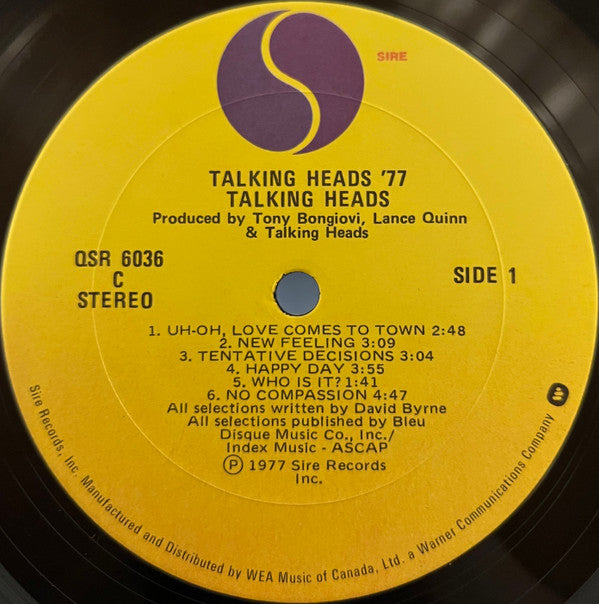 SIRE
TALKING HEADS '77
TALKING HEADS
Produced by Tony Bongiovi, Lance Quinn
& Talking Heads
QSR 6036
C
STEREO
SIDE 1
1. UH-OH, LOVE COMES TO TOWN 2:48
2. NEW FEELING 3:09
3. TENTATIVE DECISIONS 3:04
4. HAPPY DAY 3:55
5. WHO IS IT? 1:41
6. NO COMPASSION 4:47
All selections written by David Byrne
All selections published by Bleu
Disque Music Co., Inc./
Index Music - ASCAP
Ⓟ 1977 Sire Records
Inc.
Sire Records, Inc. Manufactured and Distributed by WEA Music of Canada, Ltd. a Warner Communications Company